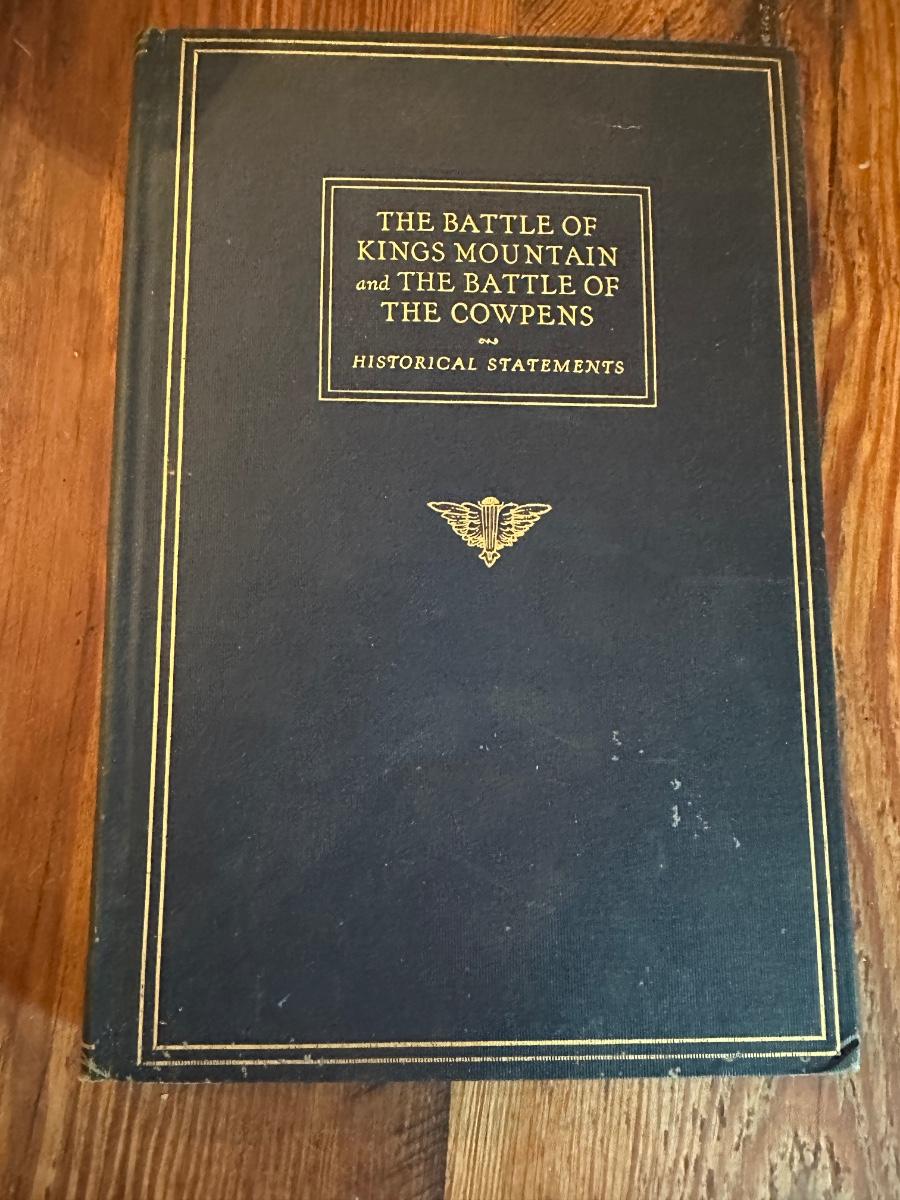 THE BATTLE OF
KINGS MOUNTAIN
and THE BATTLE OF
THE COWPENS
HISTORICAL STATEMENTS